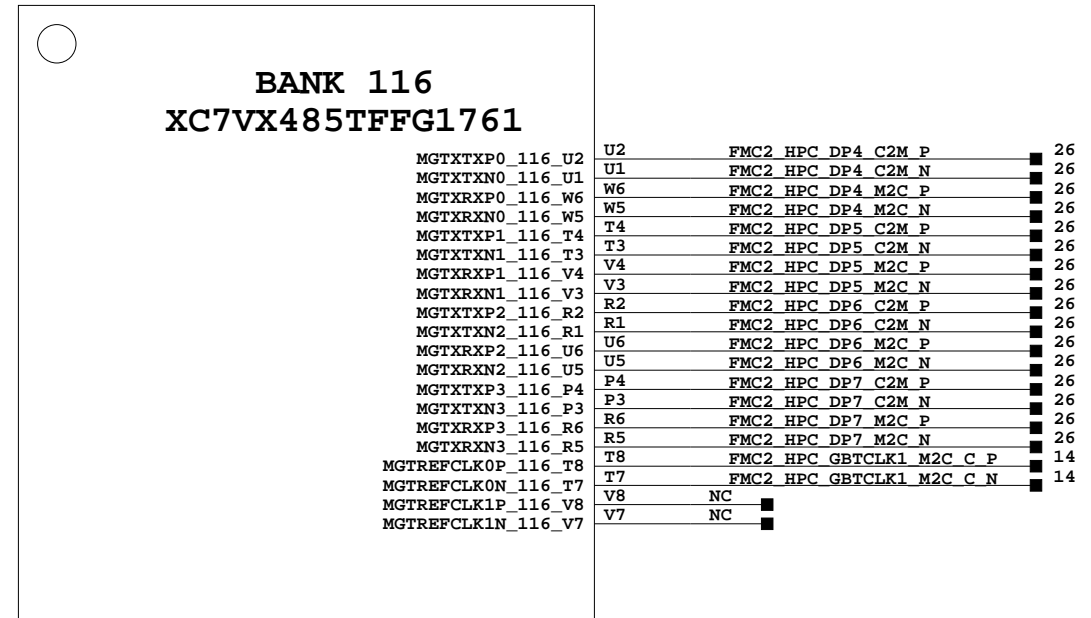 BANK 116
XC7VX485TFFG1761
MGTXTXP0_116_U2 U2 FMC2_HPC_DP4_C2M_P 26
MGTXTXN0_116_U1 U1 FMC2_HPC_DP4_C2M_N 26
MGTXRXP0_116_W6 W6 FMC2_HPC_DP4_M2C_P 26
MGTXRXN0_116_W5 W5 FMC2_HPC_DP4_M2C_N 26
MGTXTXP1_116_T4 T4 FMC2_HPC_DP5_C2M_P 26
MGTXTXN1_116_T3 T3 FMC2_HPC_DP5_C2M_N 26
MGTXRXP1_116_V4 V4 FMC2_HPC_DP5_M2C_P 26
MGTXRXN1_116_V3 V3 FMC2_HPC_DP5_M2C_N 26
MGTXTXP2_116_R2 R2 FMC2_HPC_DP6_C2M_P 26
MGTXTXN2_116_R1 R1 FMC2_HPC_DP6_C2M_N 26
MGTXRXP2_116_U6 U6 FMC2_HPC_DP6_M2C_P 26
MGTXRXN2_116_U5 U5 FMC2_HPC_DP6_M2C_N 26
MGTXTXP3_116_P4 P4 FMC2_HPC_DP7_C2M_P 26
MGTXTXN3_116_P3 P3 FMC2_HPC_DP7_C2M_N 26
MGTXRXP3_116_R6 R6 FMC2_HPC_DP7_M2C_P 26
MGTXRXN3_116_R5 R5 FMC2_HPC_DP7_M2C_N 26
MGTREFCLK0P_116_T8 T8 FMC2_HPC_GBTCLK1_M2C_C_P 14
MGTREFCLK0N_116_T7 T7 FMC2_HPC_GBTCLK1_M2C_C_N 14
MGTREFCLK1P_116_V8 V8 NC
MGTREFCLK1N_116_V7 V7 NC